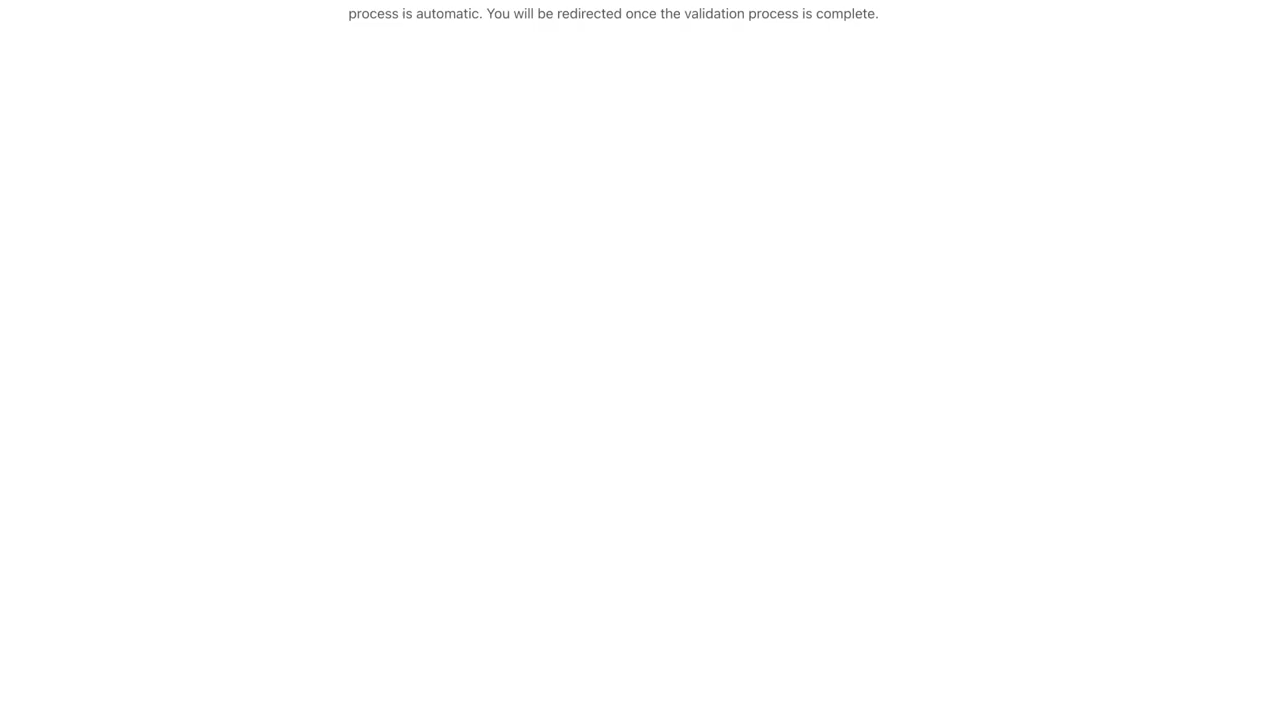 process is automatic. You will be redirected once the validation process is complete.